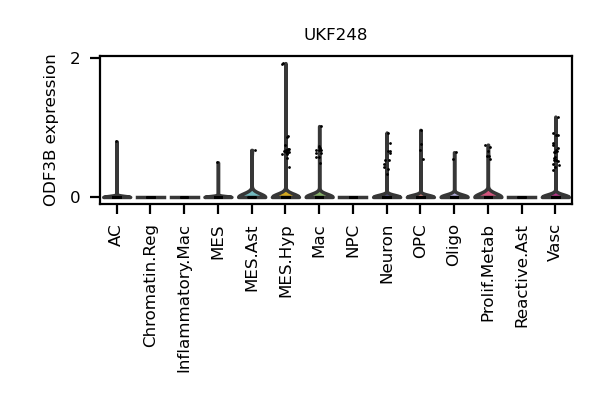 UKF248
ODF3B expression
2
0
AC
Chromatin.Reg
Inflammatory.Mac
MES
MES.Ast
MES.Hyp
Mac
NPC
Neuron
OPC
Oligo
Prolif.Metab
Reactive.Ast
Vasc